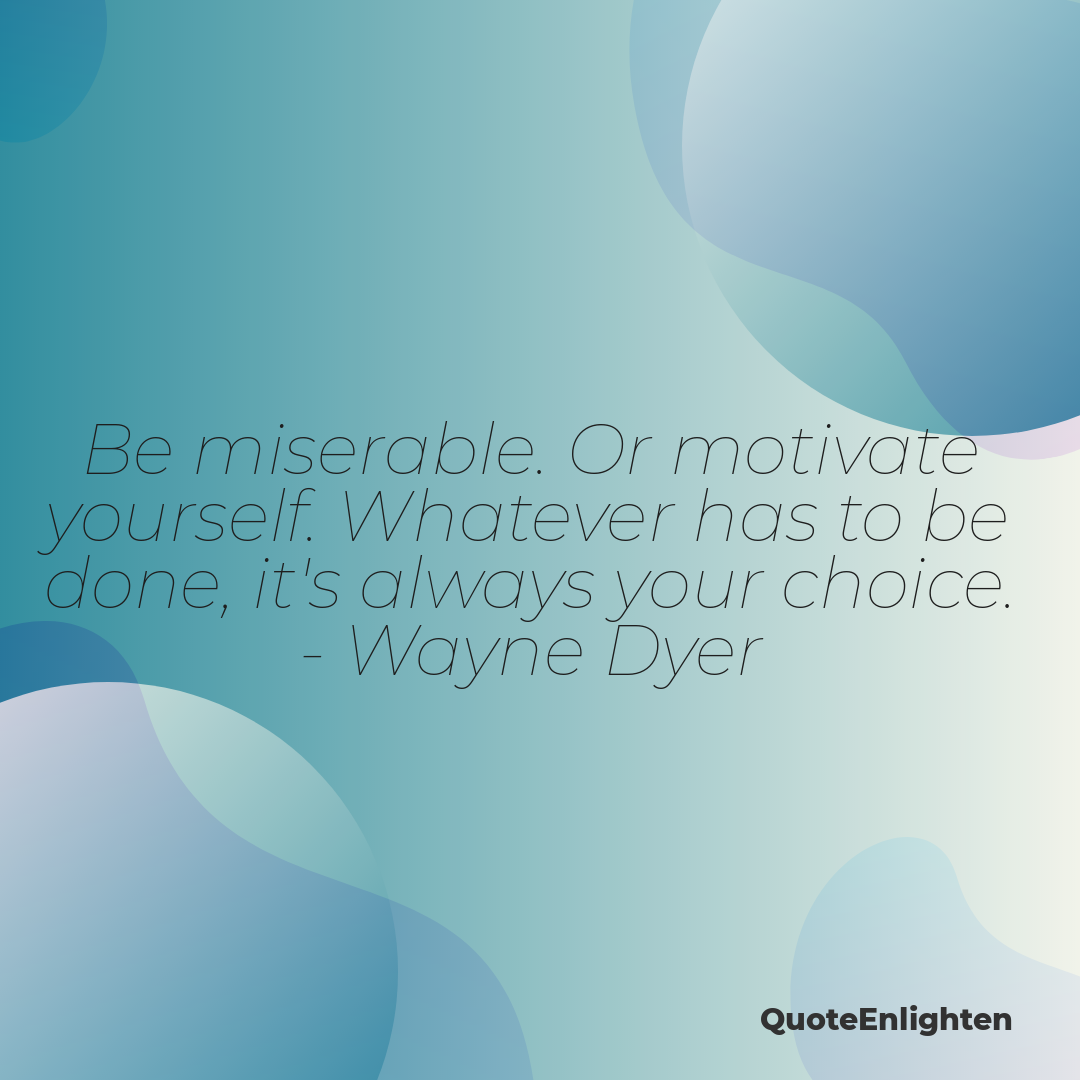 Be miserable. Or motivate
yourself. Whatever has to be
done, it's always your choice.
- Wayne Dyer
QuoteEnlighten